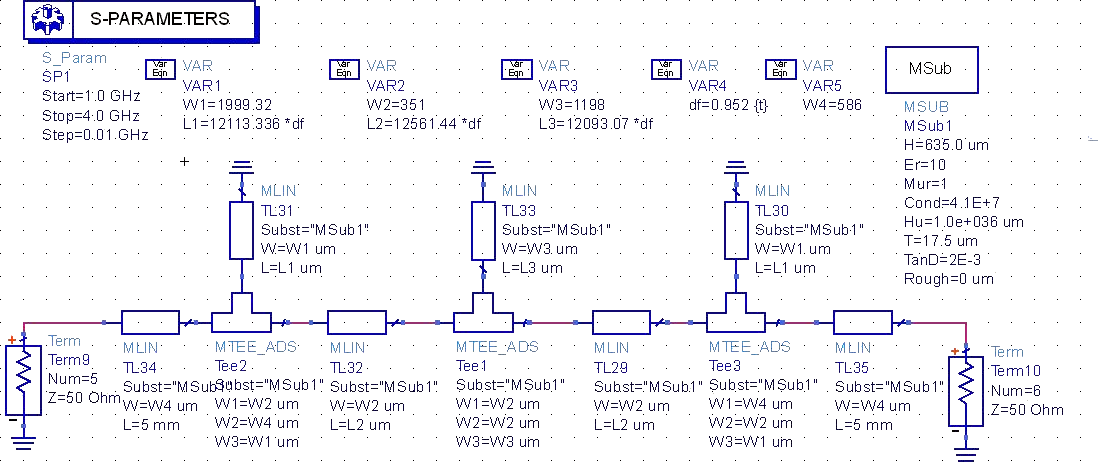 S-PARAMETERS
S_Param
SP1
Start=1.0 GHz
Stop=4.0 GHz
Step=0.01 GHz
Var
Eqn
VAR
VAR1
W1=1999.32
L1=12113.336 *df
Var
Eqn
VAR
VAR2
W2=351
L2=12561.44 *df
Var
Eqn
VAR
VAR3
W3=1198
L3=12093.07 *df
Var
Eqn
VAR
VAR4
df=0.952 {t}
Var
Eqn
VAR
VAR5
W4=586
MSub
MSUB
MSub1
H=635.0 um
Er=10
Mur=1
Cond=4.1E+7
Hu=1.0e+036 um
T=17.5 um
TanD=2E-3
Rough=0 um
MLIN
TL31
Subst="MSub1"
W=W1 um
L=L1 um
MLIN
TL33
Subst="MSub1"
W=W3 um
L=L3 um
MLIN
TL30
Subst="MSub1"
W=W1 um
L=L1 um
+
-
Term
Term9
Num=5
Z=50 Ohm
MLIN
TL34
Subst="MSub1"
W=W4 um
L=5 mm
MTEE_ADS
Tee2
Subst="MSub1"
W1=W2 um
W2=W4 um
W3=W1 um
MLIN
TL32
Subst="MSub1"
W=W2 um
L=L2 um
MTEE_ADS
Tee1
Subst="MSub1"
W1=W2 um
W2=W2 um
W3=W3 um
MLIN
TL29
Subst="MSub1"
W=W2 um
L=L2 um
MTEE_ADS
Tee3
Subst="MSub1"
W1=W4 um
W2=W2 um
W3=W1 um
MLIN
TL35
Subst="MSub1"
W=W4 um
L=5 mm
+
-
Term
Term10
Num=6
Z=50 Ohm